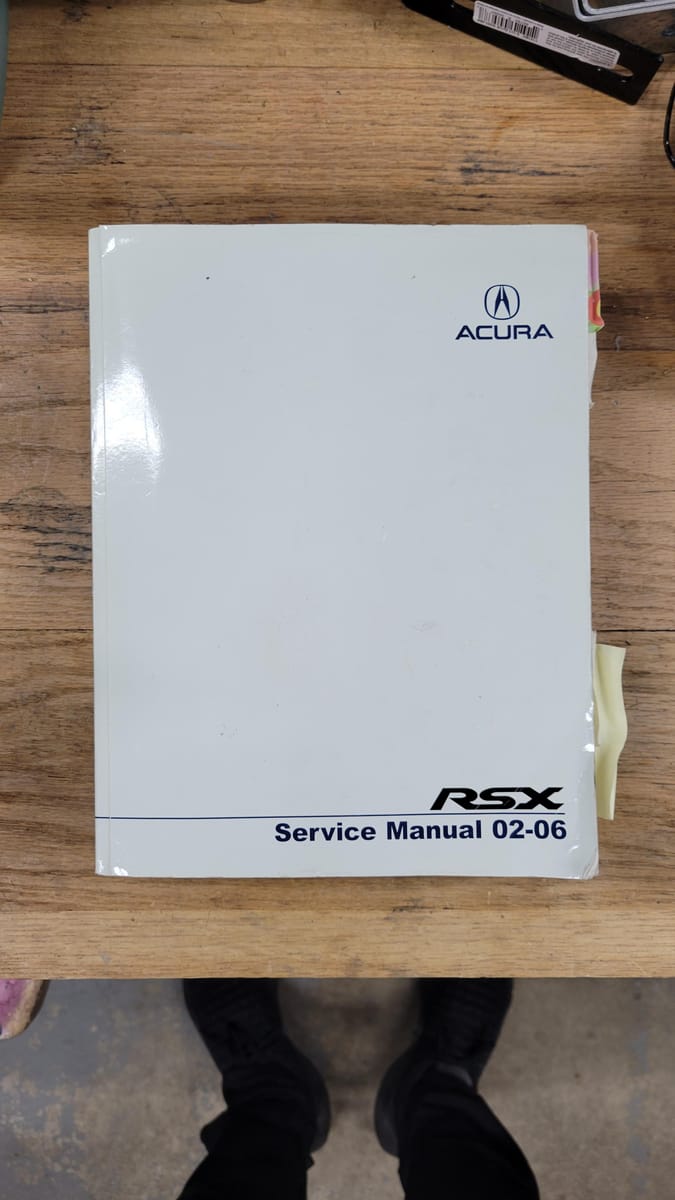 ACURA
RSX
Service Manual 02-06